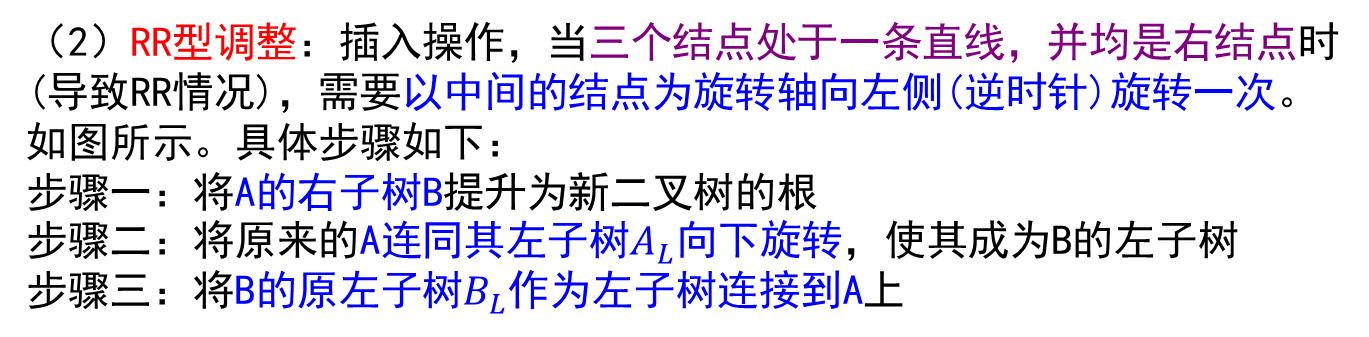 （2）RR型调整：插入操作，当三个结点处于一条直线，并均是右结点时
(导致RR情况)，需要以中间的结点为旋转轴向左侧(逆时针)旋转一次。
如图所示。具体步骤如下：
步骤一：将A的右子树B提升为新二叉树的根
步骤二：将原来的A连同其左子树A_L向下旋转，使其成为B的左子树
步骤三：将B的原左子树B_L作为左子树连接到A上